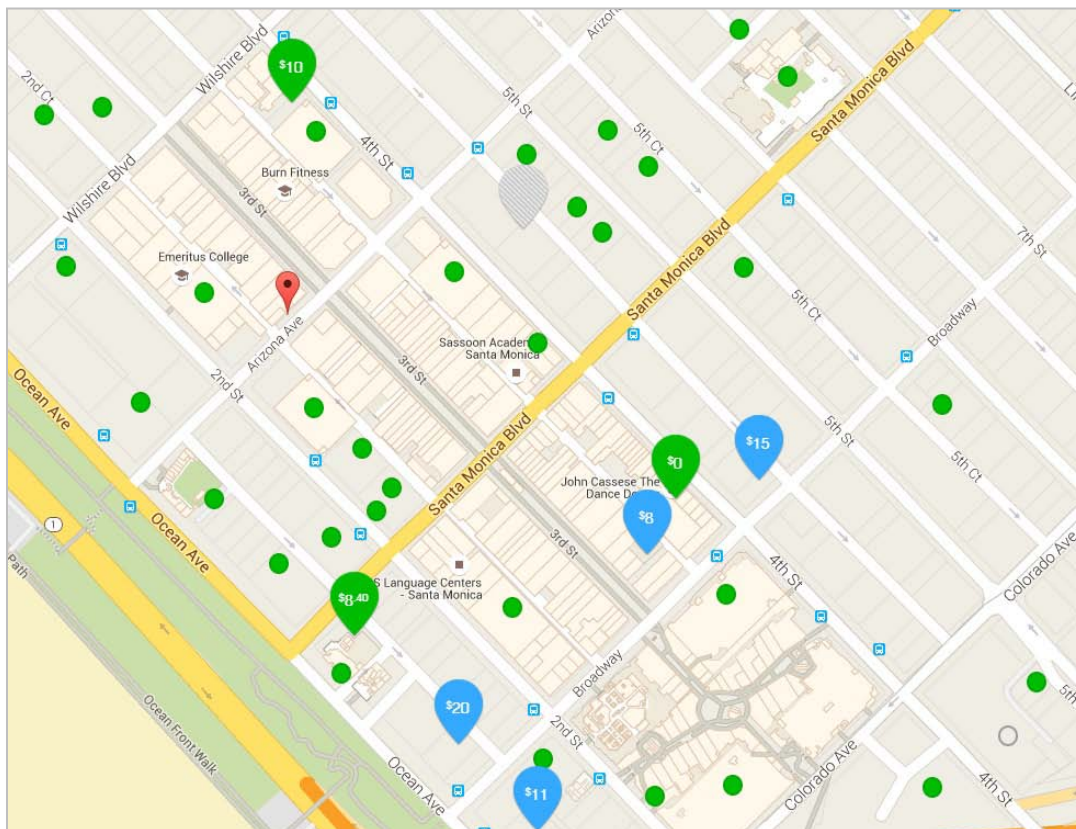 Wilshire Blvd
$10
Arizona
2nd Ct
5th St
5th Ct
Santa Monica Blvd
4th St
Burn Fitness
3rd St
Wilshire Blvd
Emeritus College
7th St
Santa Monica Blvd
5th Ct
Broadway
Arizona Ave
Sassoon Academ
Santa Monica
3rd St
2nd St
Ocean Ave
5th St
$15
5th Ct
Santa Monica Blvd
$0
John Cassese The
Dance Do
$8
Ocean Ave
1
3rd St
4th St
Colorado Ave
Path
S Language Centers
- Santa Monica
$8.40
Broadway
5th
$20
2nd St
Ocean Front Walk
Ocean Ave
Colorado Ave
4th St
$11